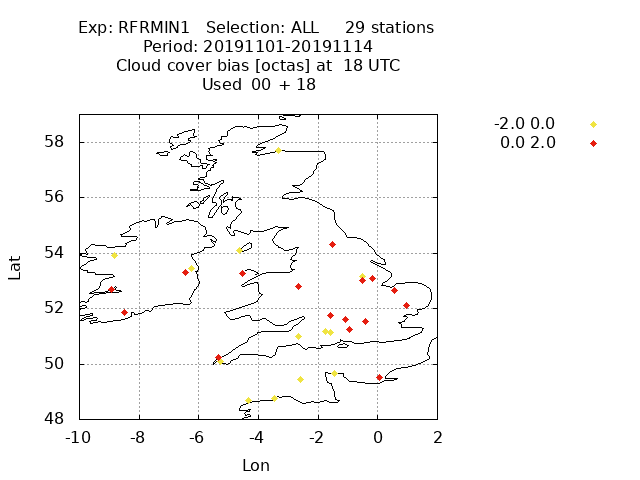 Exp: RFRMIN1   Selection: ALL     29 stations
Period: 20191101-20191114
Cloud cover bias [octas] at  18 UTC
Used  00  + 18
-2.0 0.0
0.0 2.0
58
56
54
52
50
48
Lat
-10 -8 -6 -4 -2 0 2
Lon